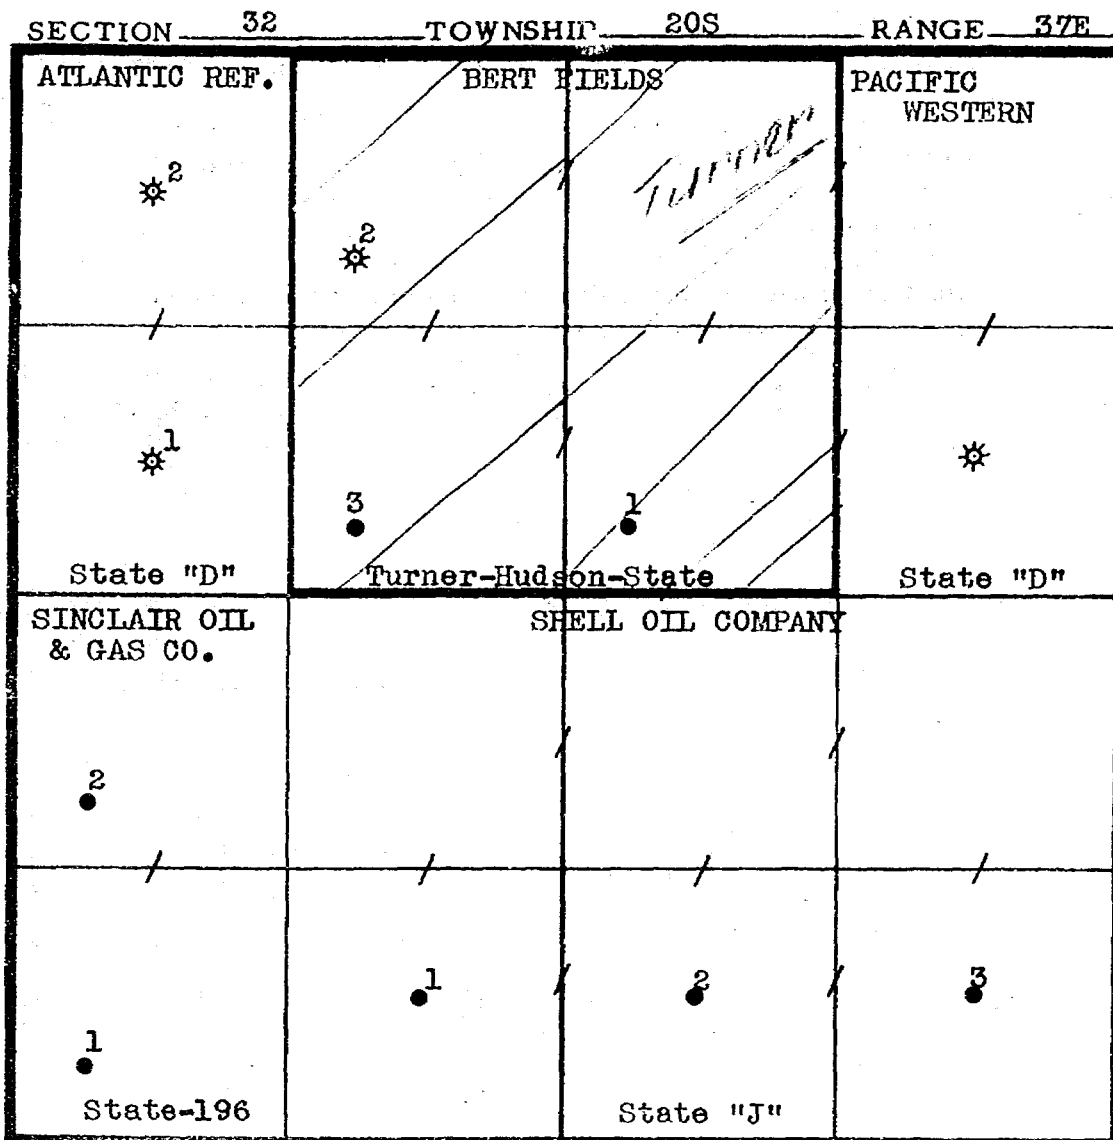 SECTION 32 TOWNSHIP 20S RANGE 37E
ATLANTIC REF. BERT FIELDS PACIFIC
WESTERN
Turner
2
2
1
3 1
State "D" Turner-Hudson-State State "D"
SINCLAIR OIL SHELL OIL COMPANY
& GAS CO.
2
1 2 3
1
State-196 State "J"